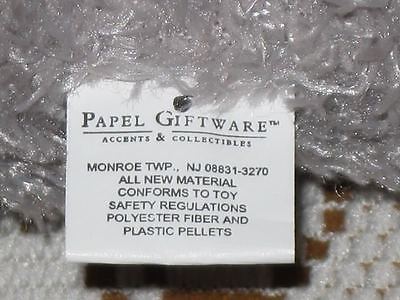 PAPEL GIFTWARE™
ACCENTS & COLLECTIBLES
MONROE TWP., NJ 08831-3270
ALL NEW MATERIAL
CONFORMS TO TOY
SAFETY REGULATIONS
POLYESTER FIBER AND
PLASTIC PELLETS